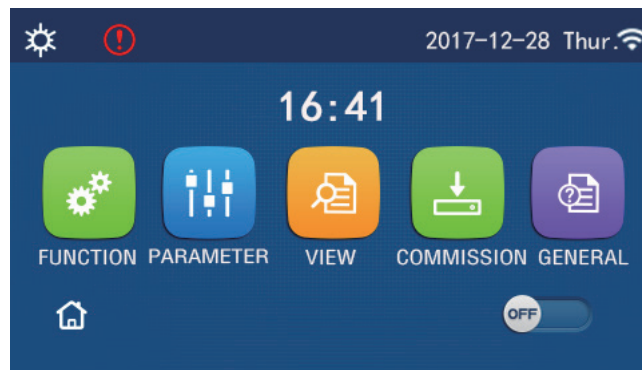 2017-12-28 Thur.
16:41
FUNCTION PARAMETER VIEW COMMISSION GENERAL
OFF